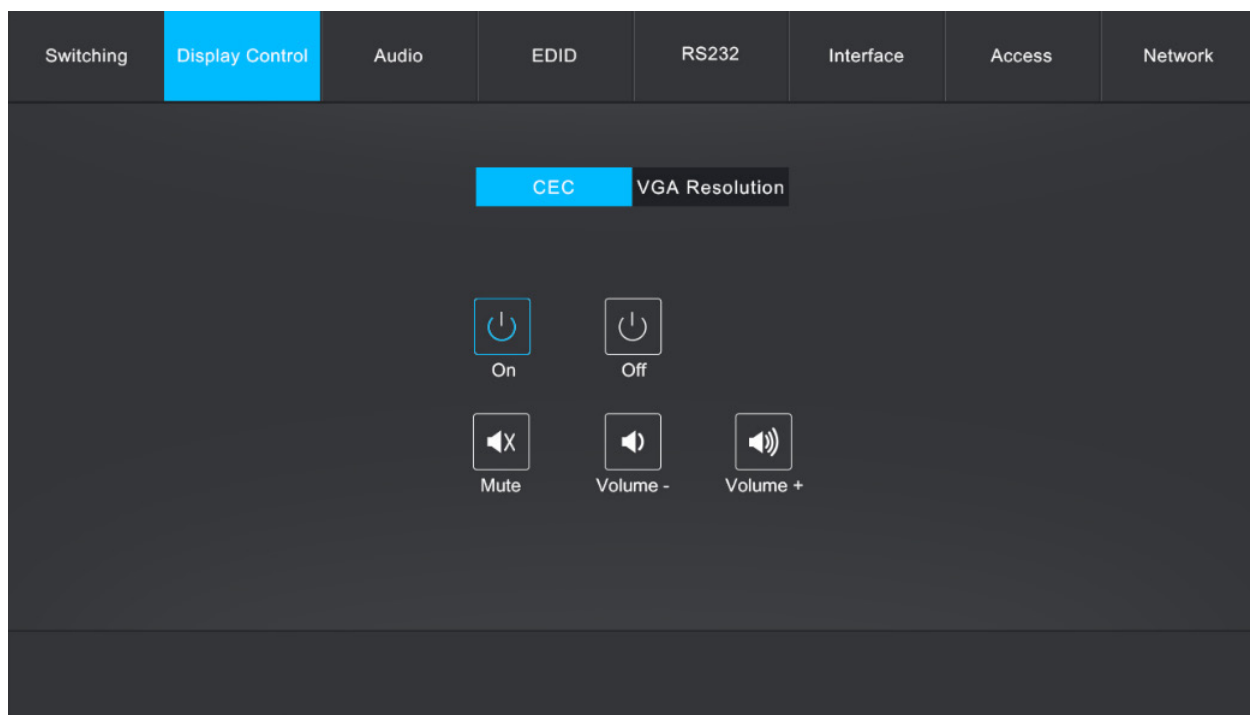 Switching Display Control Audio EDID RS232 Interface Access Network
CEC VGA Resolution
On Off
Mute Volume - Volume +